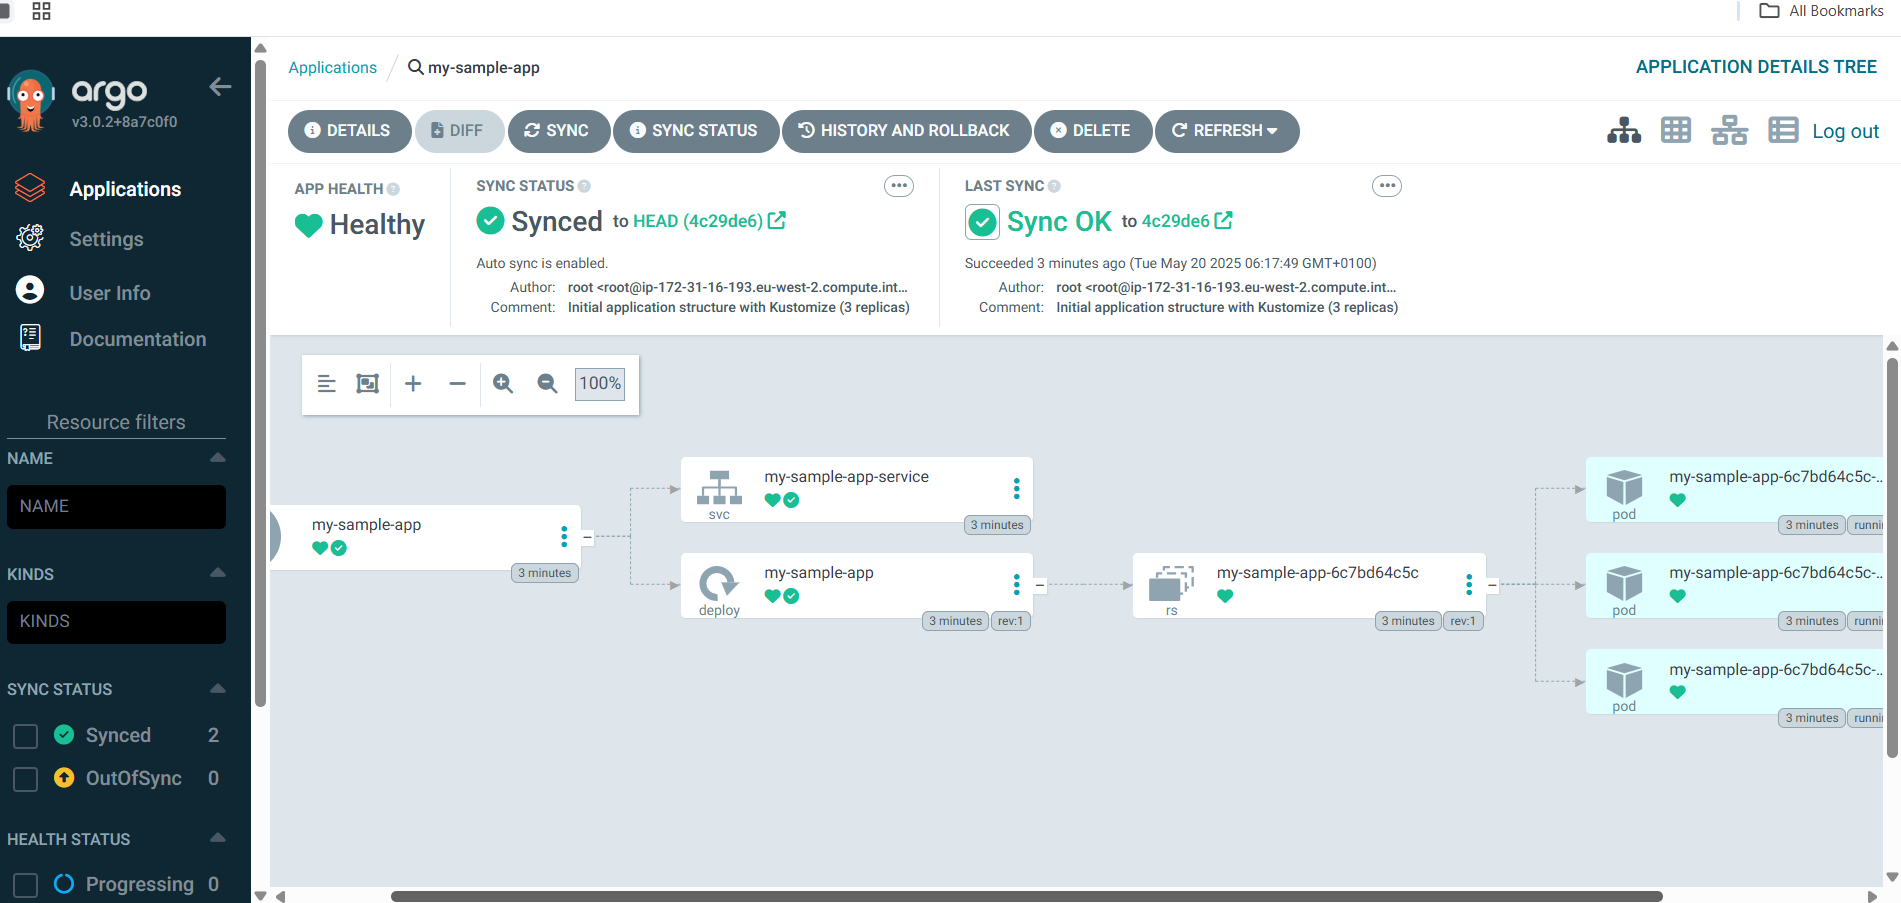 All Bookmarks
argo
v3.0.2+8a7c0f0
Applications
Settings
User Info
Documentation
Resource filters
NAME
NAME
KINDS
KINDS
SYNC STATUS
Synced 2
OutOfSync 0
HEALTH STATUS
Progressing 0
Applications / my-sample-app
APPLICATION DETAILS TREE
DETAILS DIFF SYNC SYNC STATUS HISTORY AND ROLLBACK DELETE REFRESH
Log out
APP HEALTH
Healthy
SYNC STATUS
Synced to HEAD (4c29de6)
Auto sync is enabled.
Author: root <root@ip-172-31-16-193.eu-west-2.compute.int...
Comment: Initial application structure with Kustomize (3 replicas)
LAST SYNC
Sync OK to 4c29de6
Succeeded 3 minutes ago (Tue May 20 2025 06:17:49 GMT+0100)
Author: root <root@ip-172-31-16-193.eu-west-2.compute.int...
Comment: Initial application structure with Kustomize (3 replicas)
100%
my-sample-app
3 minutes
my-sample-app-service
svc
3 minutes
my-sample-app
deploy
3 minutes rev:1
my-sample-app-6c7bd64c5c
rs
3 minutes rev:1
my-sample-app-6c7bd64c5c-...
pod
3 minutes runni
my-sample-app-6c7bd64c5c-...
pod
3 minutes runni
my-sample-app-6c7bd64c5c-...
pod
3 minutes runni